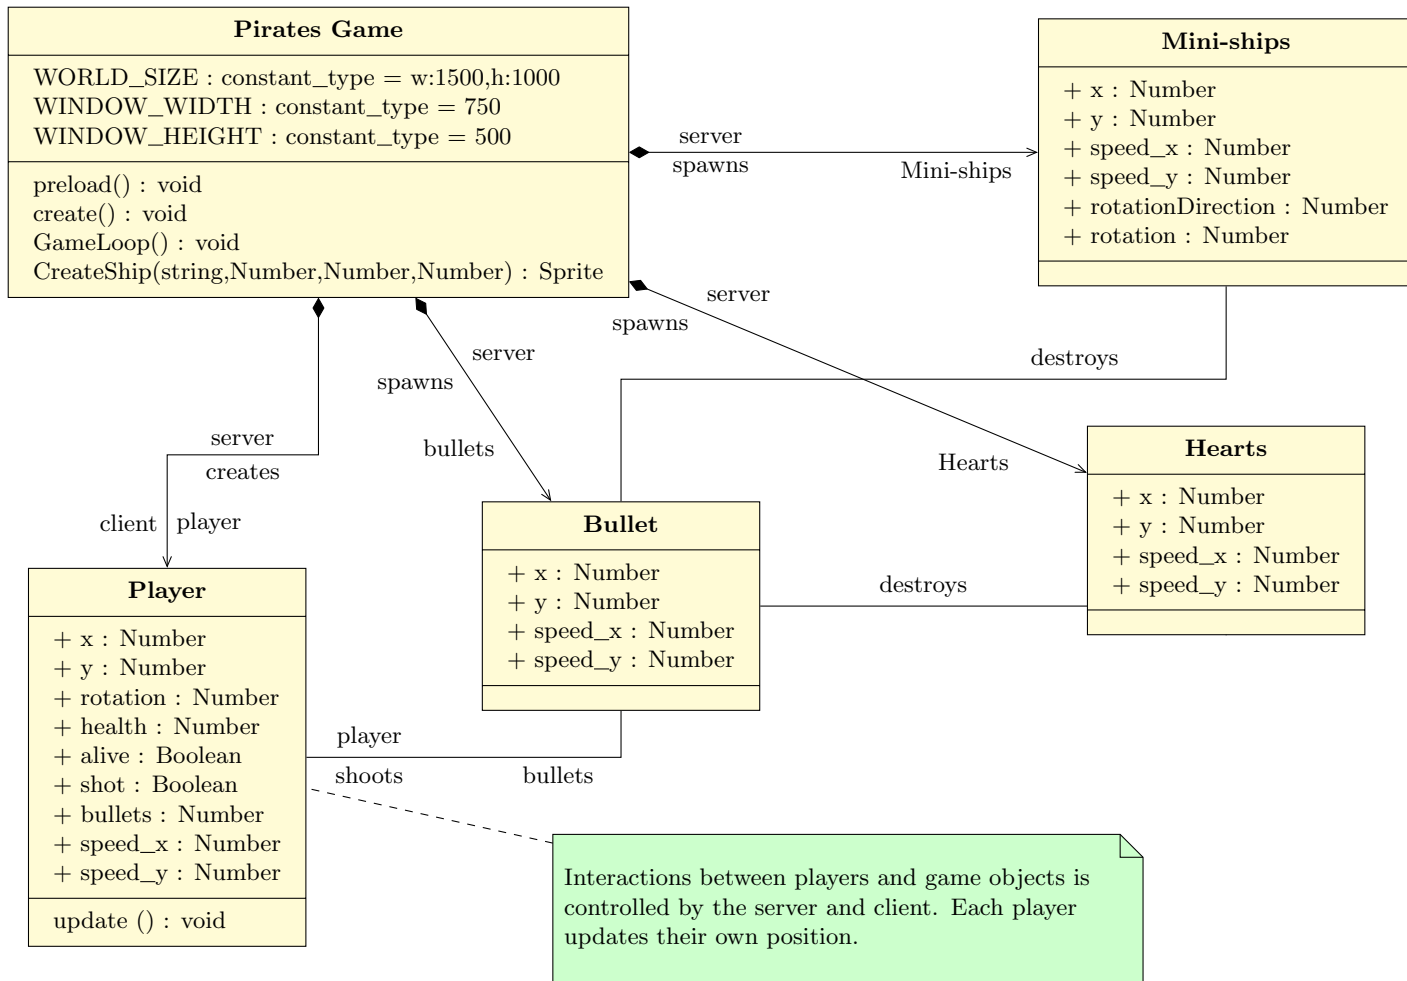 Pirates Game
WORLD_SIZE : constant_type = w:1500,h:1000
WINDOW_WIDTH : constant_type = 750
WINDOW_HEIGHT : constant_type = 500
preload() : void
create() : void
GameLoop() : void
CreateShip(string,Number,Number,Number) : Sprite
Mini-ships
+ x : Number
+ y : Number
+ speed_x : Number
+ speed_y : Number
+ rotationDirection : Number
+ rotation : Number
server
spawns
Mini-ships
server
spawns
Hearts
server
spawns
bullets
destroys
server
creates
client
player
Hearts
+ x : Number
+ y : Number
+ speed_x : Number
+ speed_y : Number
Bullet
+ x : Number
+ y : Number
+ speed_x : Number
+ speed_y : Number
destroys
Player
+ x : Number
+ y : Number
+ rotation : Number
+ health : Number
+ alive : Boolean
+ shot : Boolean
+ bullets : Number
+ speed_x : Number
+ speed_y : Number
update () : void
player
shoots
bullets
Interactions between players and game objects is
controlled by the server and client. Each player
updates their own position.